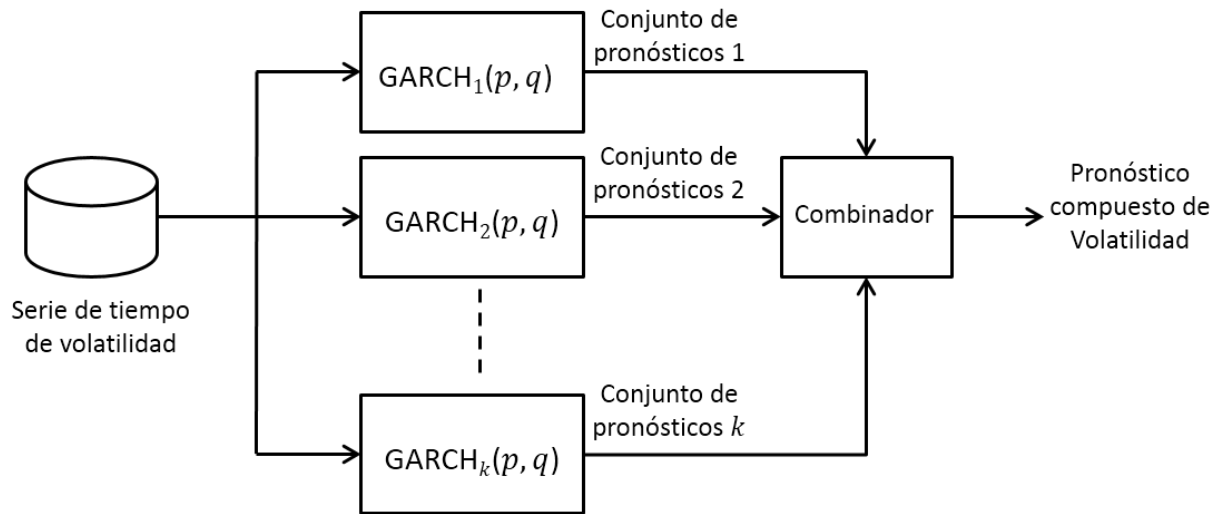 Conjunto de
pronósticos 1
GARCH₁(p, q)
Conjunto de
pronósticos 2
GARCH₂(p, q)
Combinador
Pronóstico
compuesto de
Volatilidad
Serie de tiempo
de volatilidad
Conjunto de
pronósticos k
GARCHₖ(p, q)